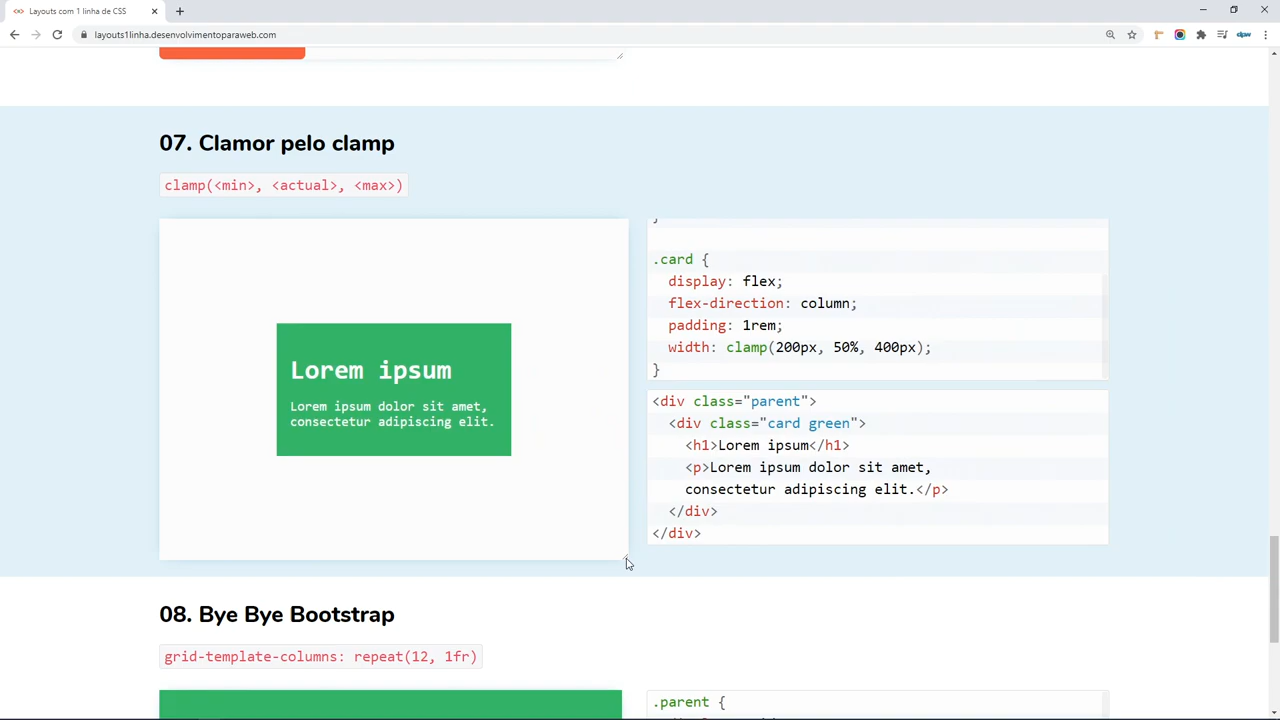 Layouts com 1 linha de CSS
layouts1linha.desenvolvimentoparaweb.com
dpw
07. Clamor pelo clamp
clamp(<min>, <actual>, <max>)
Lorem ipsum
Lorem ipsum dolor sit amet,
consectetur adipiscing elit.
}
.card {
display: flex;
flex-direction: column;
padding: 1rem;
width: clamp(200px, 50%, 400px);
}
<div class="parent">
<div class="card green">
<h1>Lorem ipsum</h1>
<p>Lorem ipsum dolor sit amet,
consectetur adipiscing elit.</p>
</div>
</div>
08. Bye Bye Bootstrap
grid-template-columns: repeat(12, 1fr)
.parent {